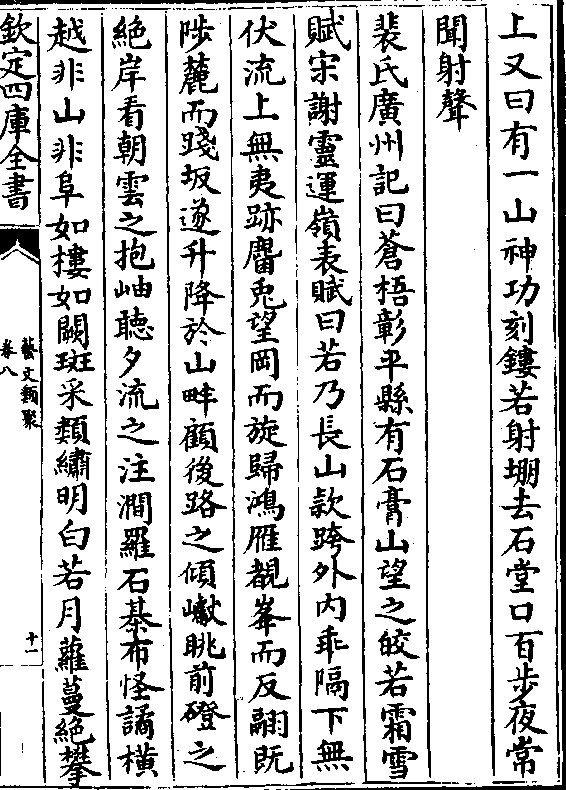 上又曰有一山神功刻鏤若射堋去石堂口百步夜常
聞射聲
裴氏廣州記曰蒼梧彰平縣有石膏山望之皎若霜雪
賦宋謝靈運嶺表賦曰若乃長山款跨外内乖隔下無
伏流上無夷跡麏兎望岡而旋歸鴻雁覩峯而反翮既
陟麓而踐坂遂升降於山畔顧後路之傾巘眺前磴之
絶岸看朝雲之抱岫聽夕流之注澗羅石棊布怪譎横
越非山非阜如摟如闕斑采類繡明白若月蘿蔓絶攀
欽定四庫全書
藝文類聚
卷八
十一